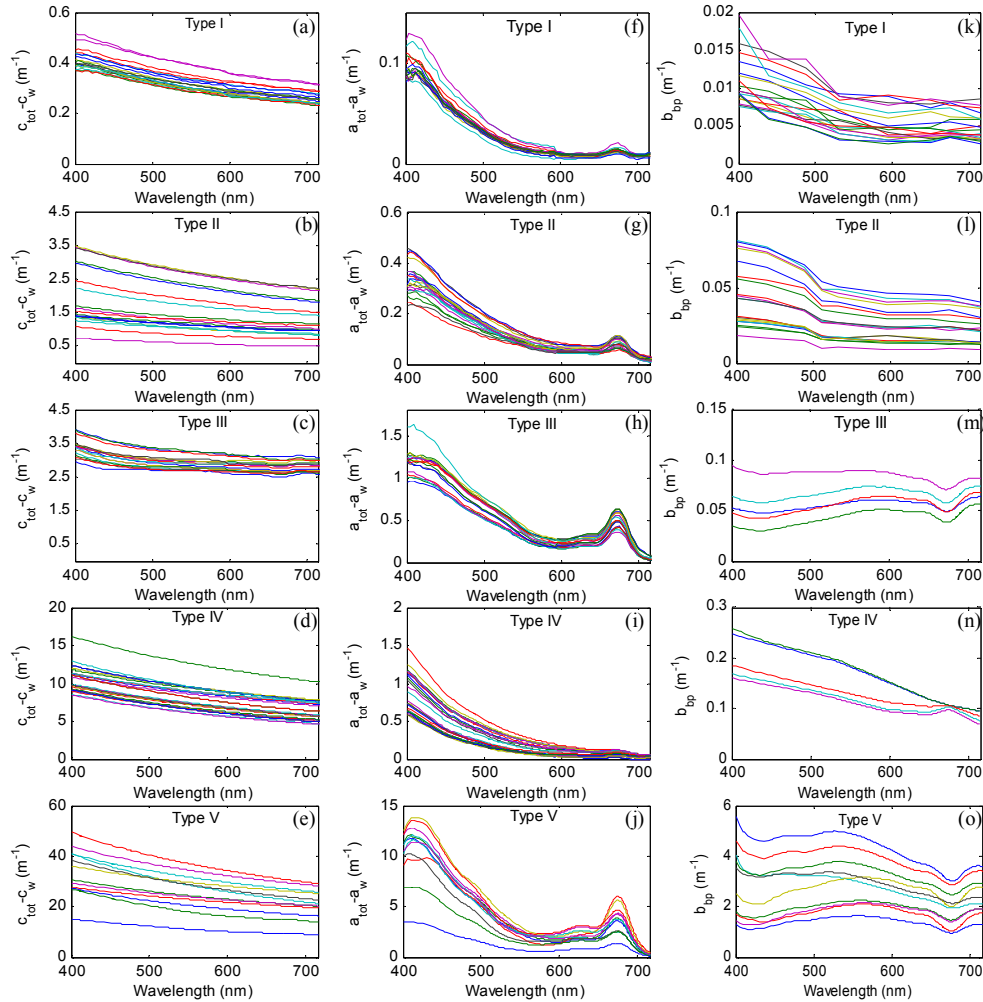 Type I (a)
c_tot-c_w (m^-1)
0.6
0.4
0.2
0
400 500 600 700
Wavelength (nm)
Type I (f)
a_tot-a_w (m^-1)
0.1
0
400 500 600 700
Wavelength (nm)
Type I (k)
b_bp (m^-1)
0.02
0.015
0.01
0.005
0
400 500 600 700
Wavelength (nm)
Type II (b)
c_tot-c_w (m^-1)
4.5
3.5
2.5
1.5
0.5
400 500 600 700
Wavelength (nm)
Type II (g)
a_tot-a_w (m^-1)
0.6
0.4
0.2
0
400 500 600 700
Wavelength (nm)
Type II (l)
b_bp (m^-1)
0.1
0.05
0
400 500 600 700
Wavelength (nm)
Type III (c)
c_tot-c_w (m^-1)
4.5
3.5
2.5
1.5
0.5
400 500 600 700
Wavelength (nm)
Type III (h)
a_tot-a_w (m^-1)
1.5
1
0.5
0
400 500 600 700
Wavelength (nm)
Type III (m)
b_bp (m^-1)
0.15
0.1
0.05
0
400 500 600 700
Wavelength (nm)
Type IV (d)
c_tot-c_w (m^-1)
20
15
10
5
0
400 500 600 700
Wavelength (nm)
Type IV (i)
a_tot-a_w (m^-1)
2
1.5
1
0.5
0
400 500 600 700
Wavelength (nm)
Type IV (n)
b_bp (m^-1)
0.3
0.2
0.1
0
400 500 600 700
Wavelength (nm)
Type V (e)
c_tot-c_w (m^-1)
60
40
20
0
400 500 600 700
Wavelength (nm)
Type V (j)
a_tot-a_w (m^-1)
15
10
5
0
400 500 600 700
Wavelength (nm)
Type V (o)
b_bp (m^-1)
6
4
2
0
400 500 600 700
Wavelength (nm)